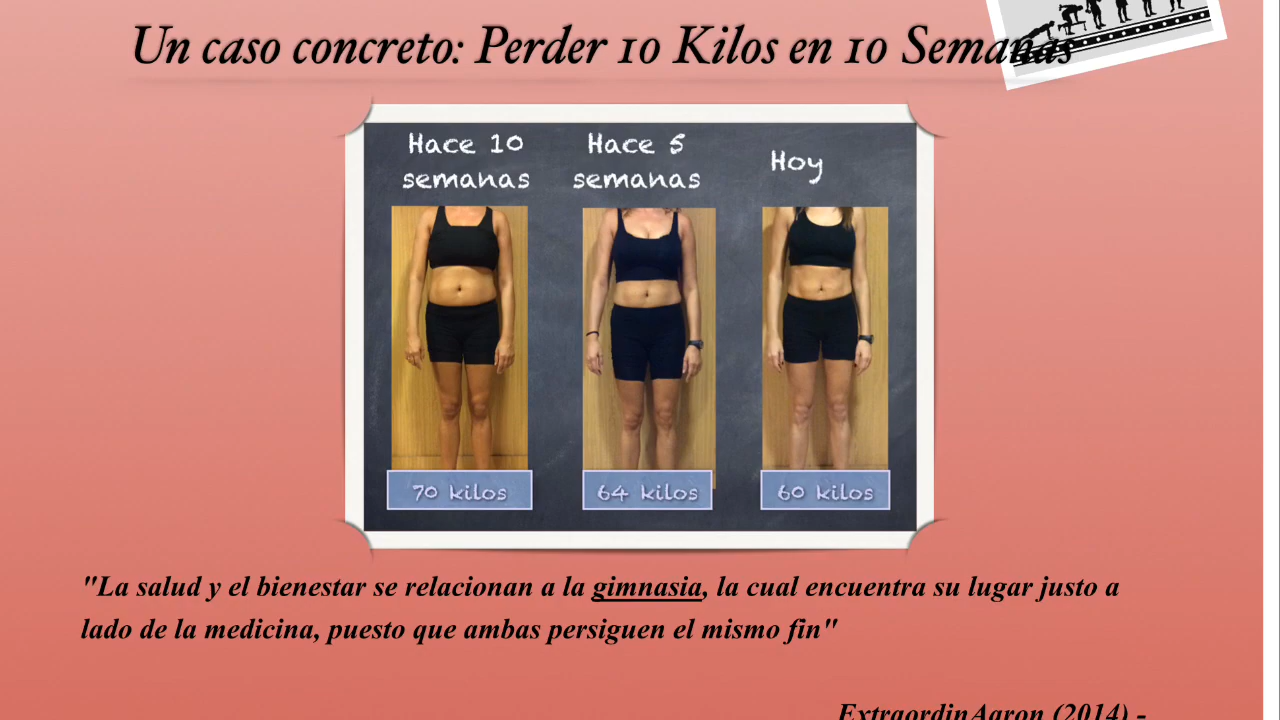 Un caso concreto: Perder 10 Kilos en 10 Semanas
Hace 10
semanas
Hace 5
semanas
Hoy
70 kilos
64 kilos
60 kilos
"La salud y el bienestar se relacionan a la gimnasia, la cual encuentra su lugar justo a
lado de la medicina, puesto que ambas persiguen el mismo fin"
ExtraordinAaron (2014) -